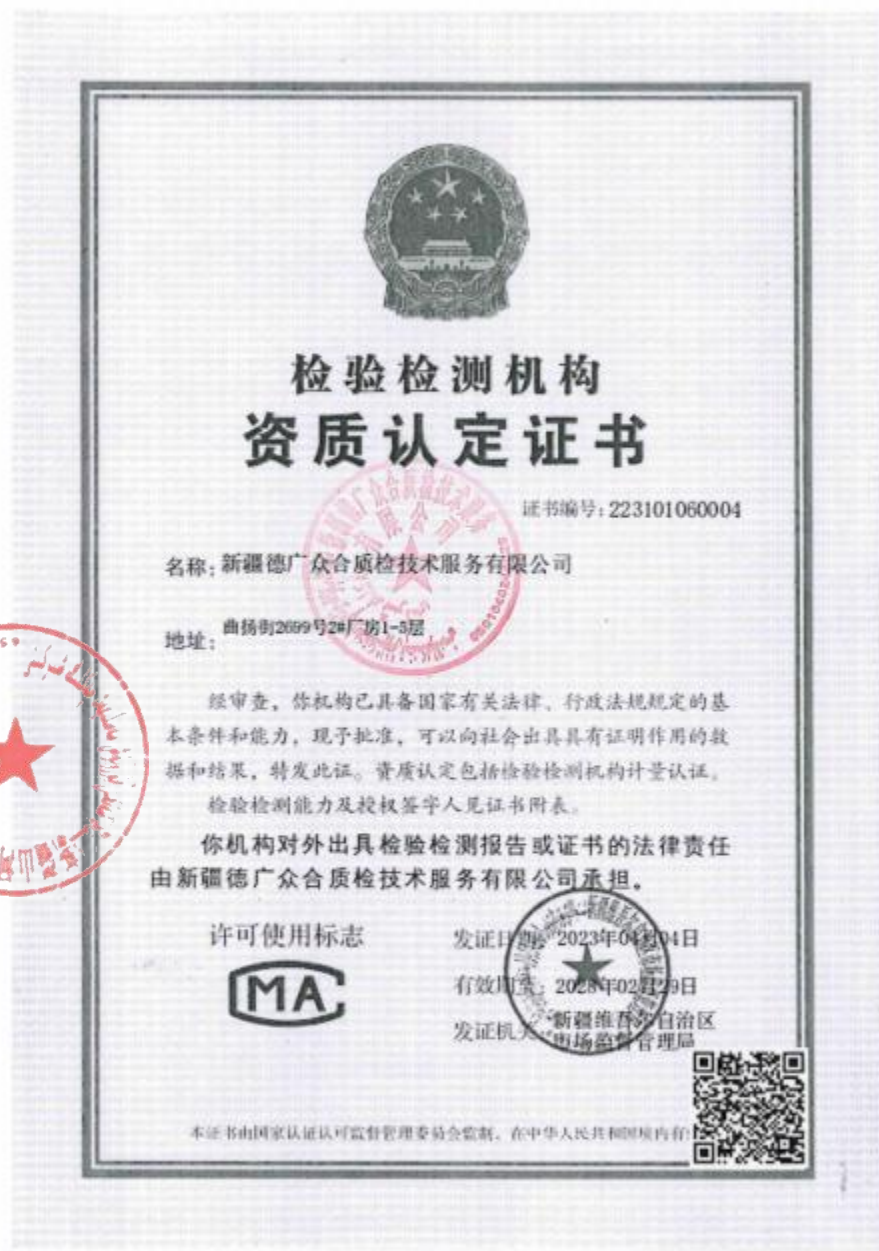 检验检测机构
资质认定证书
证书编号：223101060004
名称：新疆德广众合质检技术服务有限公司
地址：曲扬街2699号2#厂房1-3层
经审查，你机构已具备国家有关法律、行政法规规定的基
本条件和能力，现予批准，可以向社会出具具有证明作用的数
据和结果，特发此证。资质认定包括检验检测机构计量认证。
检验检测能力及授权签字人见证书附表。
你机构对外出具检验检测报告或证书的法律责任
由新疆德广众合质检技术服务有限公司承担。
许可使用标志
MA
发证日期：2023年04月04日
有效期至：2028年02月29日
发证机关：新疆维吾尔自治区
市场监督管理局
本证书由国家认证认可监督管理委员会监制，在中华人民共和国境内有